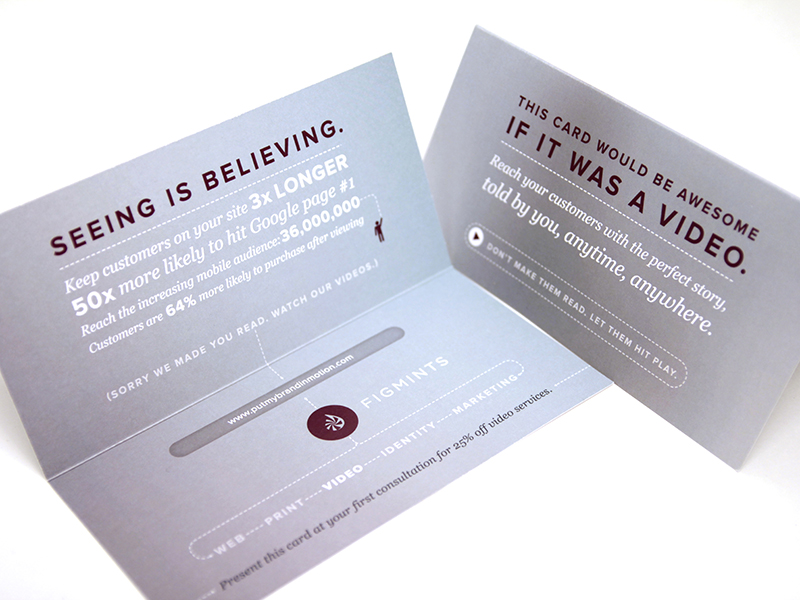 SEEING IS BELIEVING.
Keep customers on your site 3x LONGER
50x more likely to hit Google page #1
Reach the increasing mobile audience: 36,000,000
Customers are 64% more likely to purchase after viewing
(SORRY WE MADE YOU READ. WATCH OUR VIDEOS.)
www.putmybrandinmotion.com
FIGMINTS
WEB PRINT VIDEO IDENTITY MARKETING
Present this card at your first consultation for 25% off video services.
THIS CARD WOULD BE AWESOME
IF IT WAS A VIDEO.
Reach your customers with the perfect story,
told by you, anytime, anywhere.
DON'T MAKE THEM READ. LET THEM HIT PLAY.